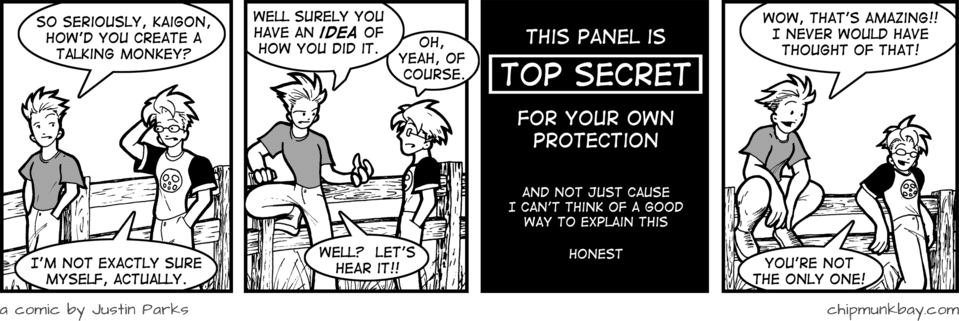 SO SERIOUSLY, KAIGON,
HOW'D YOU CREATE A
TALKING MONKEY?
I'M NOT EXACTLY SURE
MYSELF, ACTUALLY.
WELL SURELY YOU
HAVE AN IDEA OF
HOW YOU DID IT.
OH,
YEAH, OF
COURSE.
WELL? LET'S
HEAR IT!!
THIS PANEL IS
TOP SECRET
FOR YOUR OWN
PROTECTION
AND NOT JUST CAUSE
I CAN'T THINK OF A GOOD
WAY TO EXPLAIN THIS
HONEST
WOW, THAT'S AMAZING!!
I NEVER WOULD HAVE
THOUGHT OF THAT!
YOU'RE NOT
THE ONLY ONE!
a comic by Justin Parks
chipmunkbay.com